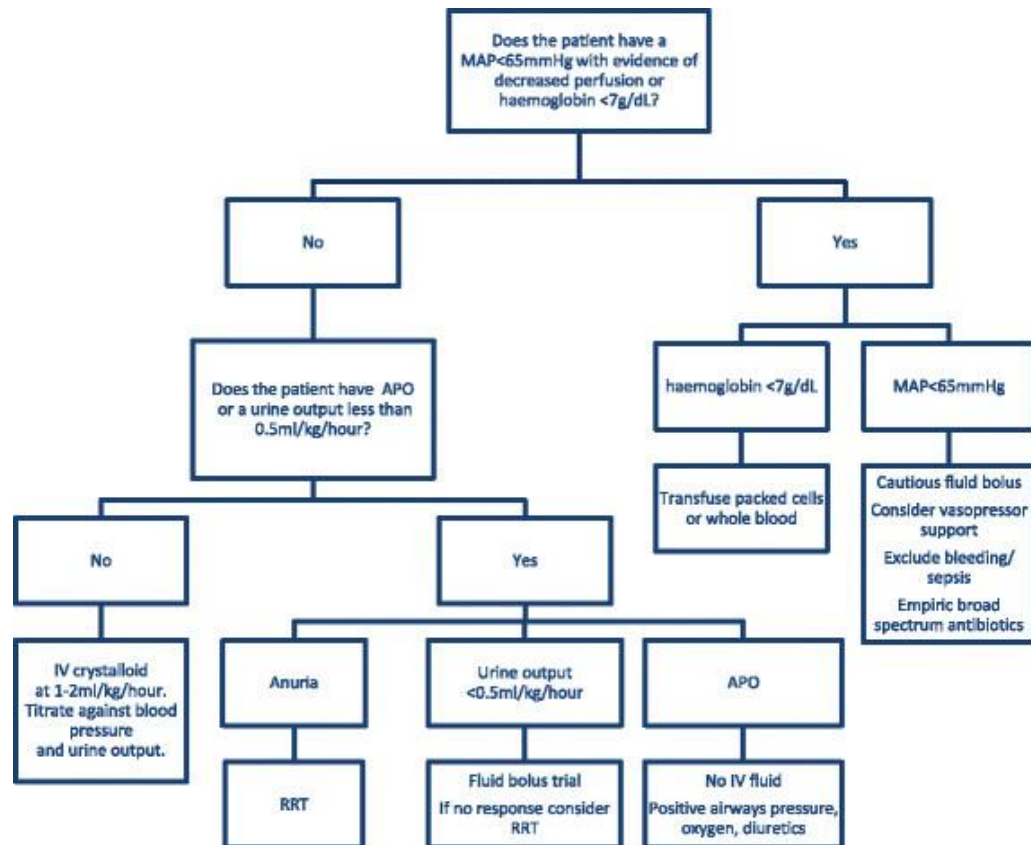 Does the patient have a
MAP<65mmHg with evidence of
decreased perfusion or
haemoglobin <7g/dL?
No
Yes
Does the patient have APO
or a urine output less than
0.5ml/kg/hour?
haemoglobin <7g/dL
MAP<65mmHg
Transfuse packed cells
or whole blood
Cautious fluid bolus
Consider vasopressor
support
Exclude bleeding/
sepsis
Empiric broad
spectrum antibiotics
No
Yes
IV crystalloid
at 1-2ml/kg/hour.
Titrate against blood
pressure
and urine output.
Anuria
Urine output
<0.5ml/kg/hour
APO
RRT
Fluid bolus trial
If no response consider
RRT
No IV fluid
Positive airways pressure,
oxygen, diuretics